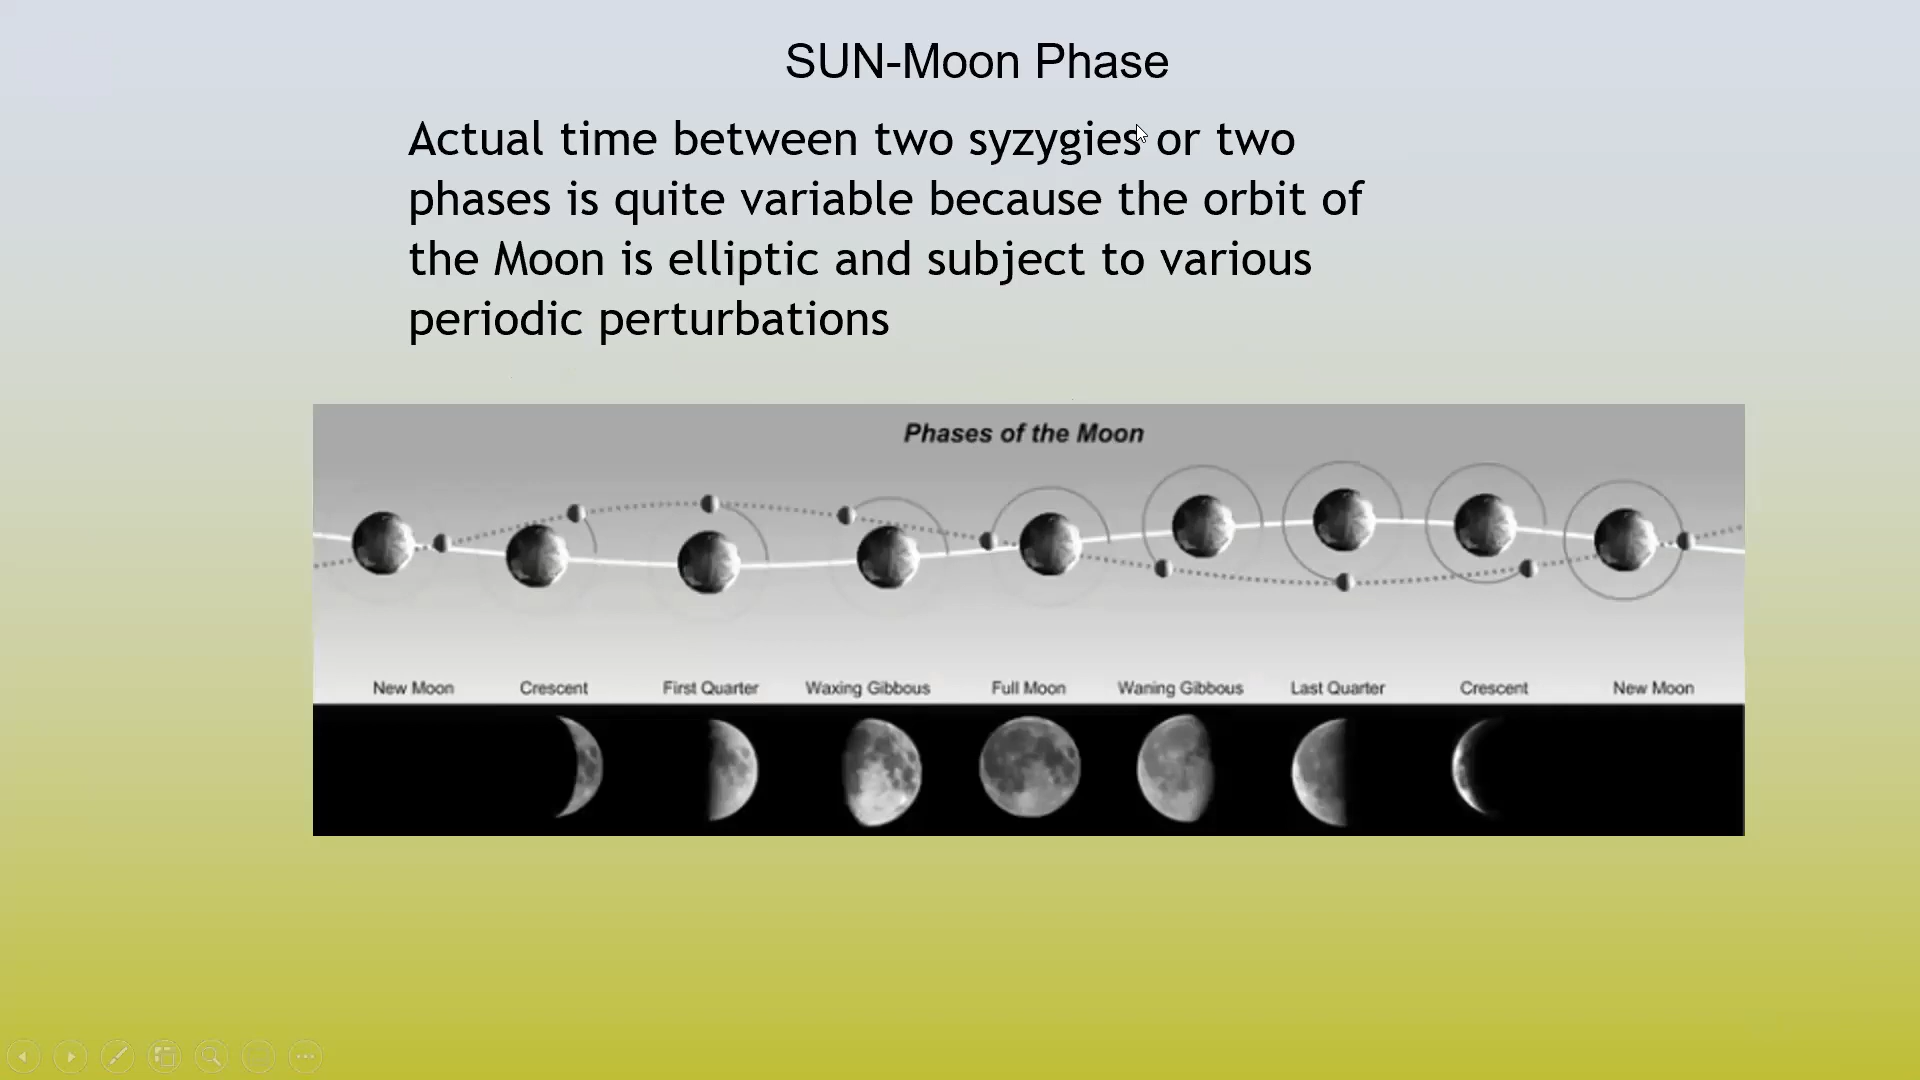 SUN-Moon Phase
Actual time between two syzygies or two
phases is quite variable because the orbit of
the Moon is elliptic and subject to various
periodic perturbations
Phases of the Moon
New Moon Crescent First Quarter Waxing Gibbous Full Moon Waning Gibbous Last Quarter Crescent New Moon